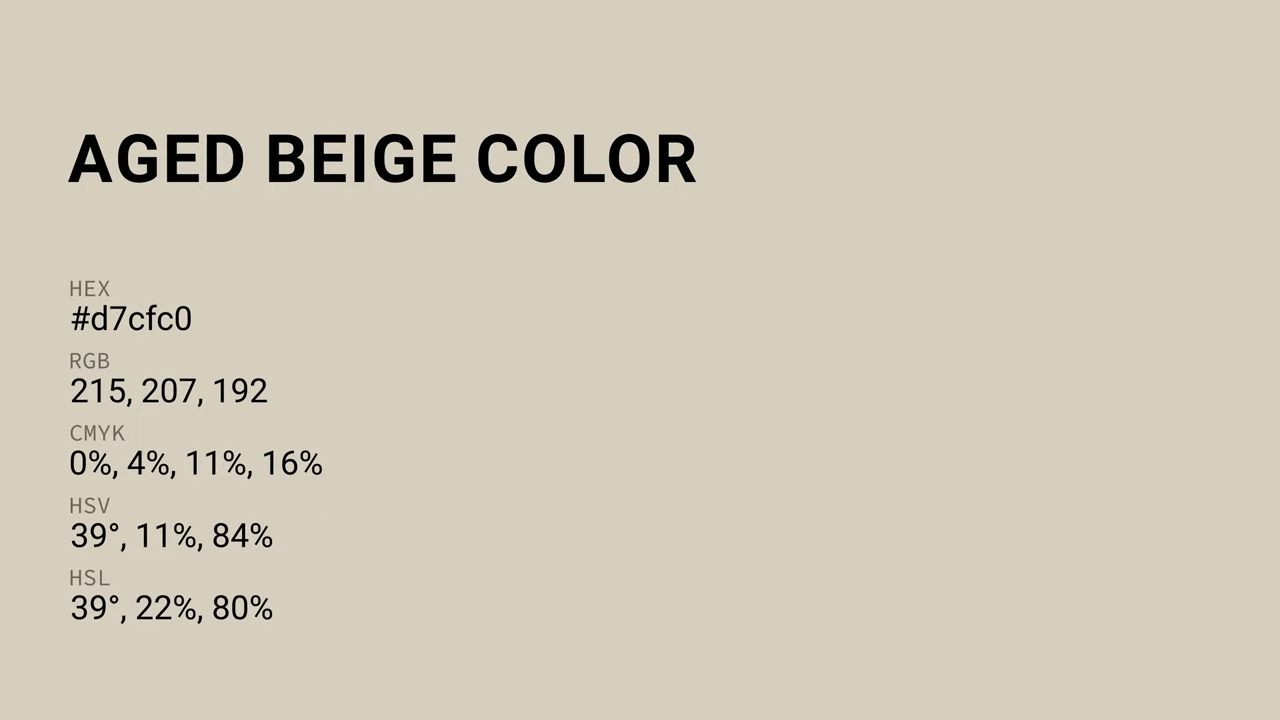 AGED BEIGE COLOR
HEX
#d7cfc0
RGB
215, 207, 192
CMYK
0%, 4%, 11%, 16%
HSV
39°, 11%, 84%
HSL
39°, 22%, 80%